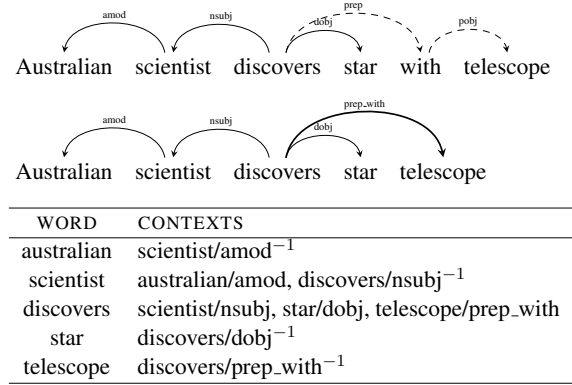 prep
amod nsubj dobj pobj
Australian scientist discovers star with telescope
prep_with
amod nsubj dobj
Australian scientist discovers star telescope
WORD CONTEXTS
australian scientist/amod⁻¹
scientist australian/amod, discovers/nsubj⁻¹
discovers scientist/nsubj, star/dobj, telescope/prep_with
star discovers/dobj⁻¹
telescope discovers/prep_with⁻¹